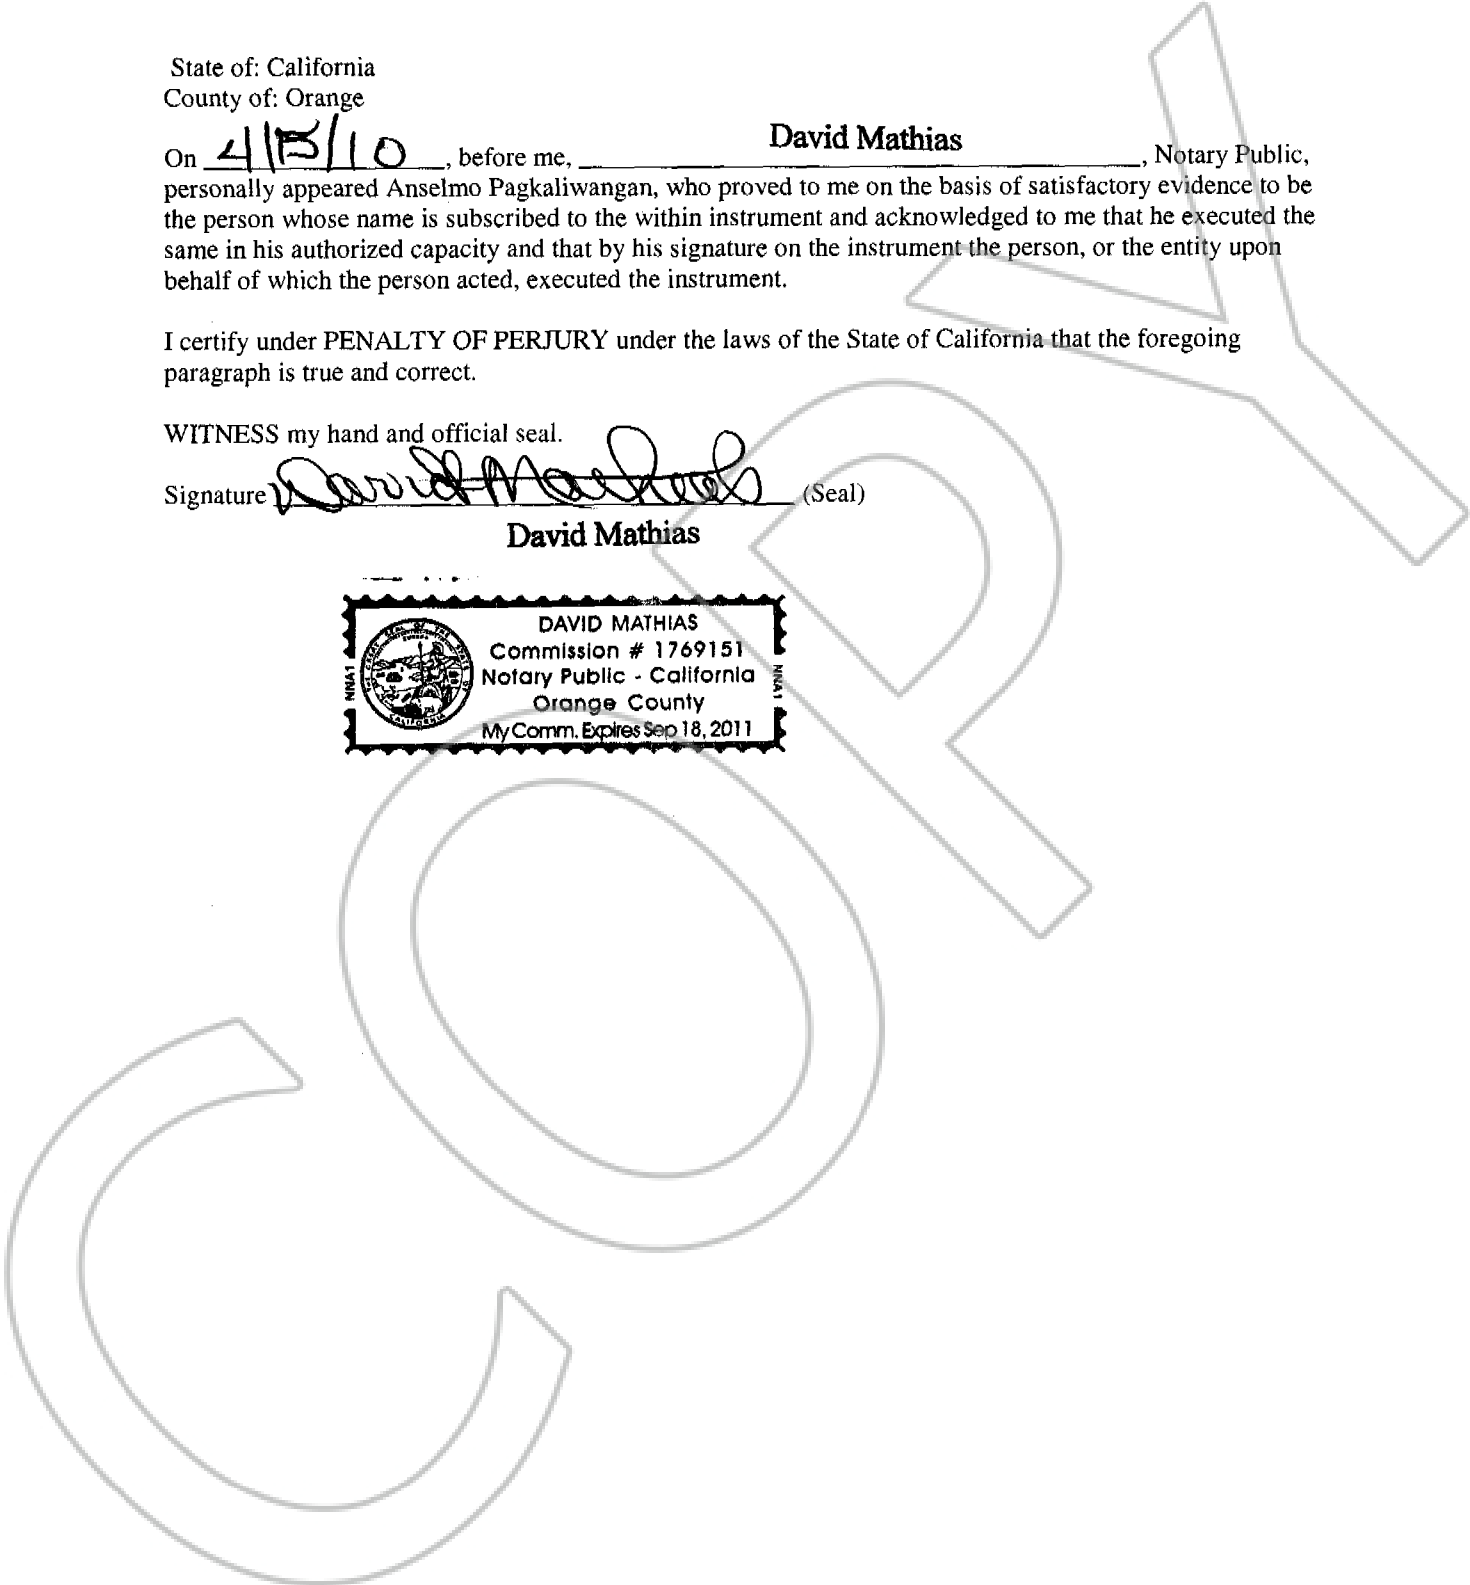 State of: California
County of: Orange
On 4/15/10, before me, David Mathias, Notary Public,
personally appeared Anselmo Pagkaliwangan, who proved to me on the basis of satisfactory evidence to be
the person whose name is subscribed to the within instrument and acknowledged to me that he executed the
same in his authorized capacity and that by his signature on the instrument the person, or the entity upon
behalf of which the person acted, executed the instrument.
I certify under PENALTY OF PERJURY under the laws of the State of California that the foregoing
paragraph is true and correct.
WITNESS my hand and official seal.
Signature David Mathias (Seal)
David Mathias
DAVID MATHIAS
Commission # 1769151
Notary Public - California
Orange County
My Comm. Expires Sep 18, 2011
NNA1
NNA1
COPY